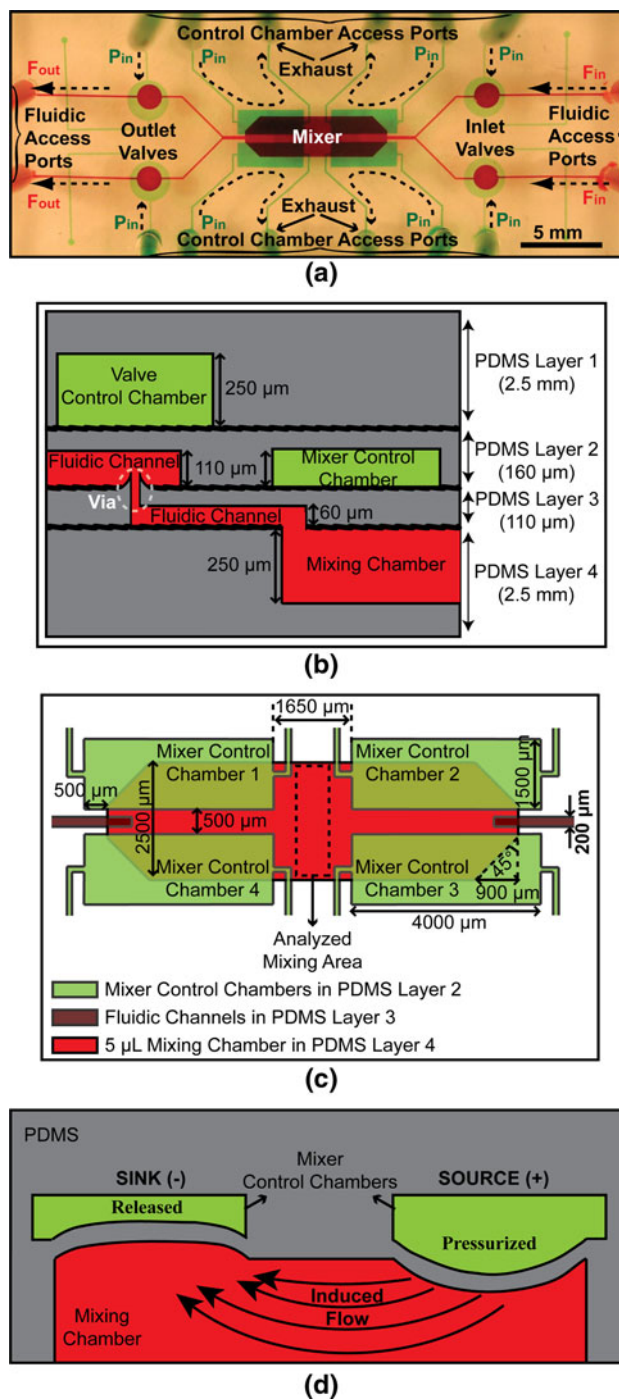 Control Chamber Access Ports
Fout
Pin
Pin
Exhaust
Pin
Pin
Fin
Fluidic Access Ports
Outlet Valves
Mixer
Inlet Valves
Fluidic Access Ports
Fout
Pin
Pin
Exhaust
Pin
Pin
Fin
Control Chamber Access Ports
5 mm
(a)
Valve Control Chamber
250 µm
PDMS Layer 1 (2.5 mm)
Fluidic Channel
110 µm
Mixer Control Chamber
PDMS Layer 2 (160 µm)
Via
Fluidic Channel
60 µm
PDMS Layer 3 (110 µm)
250 µm
Mixing Chamber
PDMS Layer 4 (2.5 mm)
(b)
1650 µm
Mixer Control Chamber 1
Mixer Control Chamber 2
1500 µm
500 µm
2500 µm
500 µm
200 µm
Mixer Control Chamber 4
Mixer Control Chamber 3
45°
900 µm
4000 µm
Analyzed Mixing Area
Mixer Control Chambers in PDMS Layer 2
Fluidic Channels in PDMS Layer 3
5 µL Mixing Chamber in PDMS Layer 4
(c)
PDMS
SINK (-)
Mixer Control Chambers
SOURCE (+)
Released
Pressurized
Induced Flow
Mixing Chamber
(d)